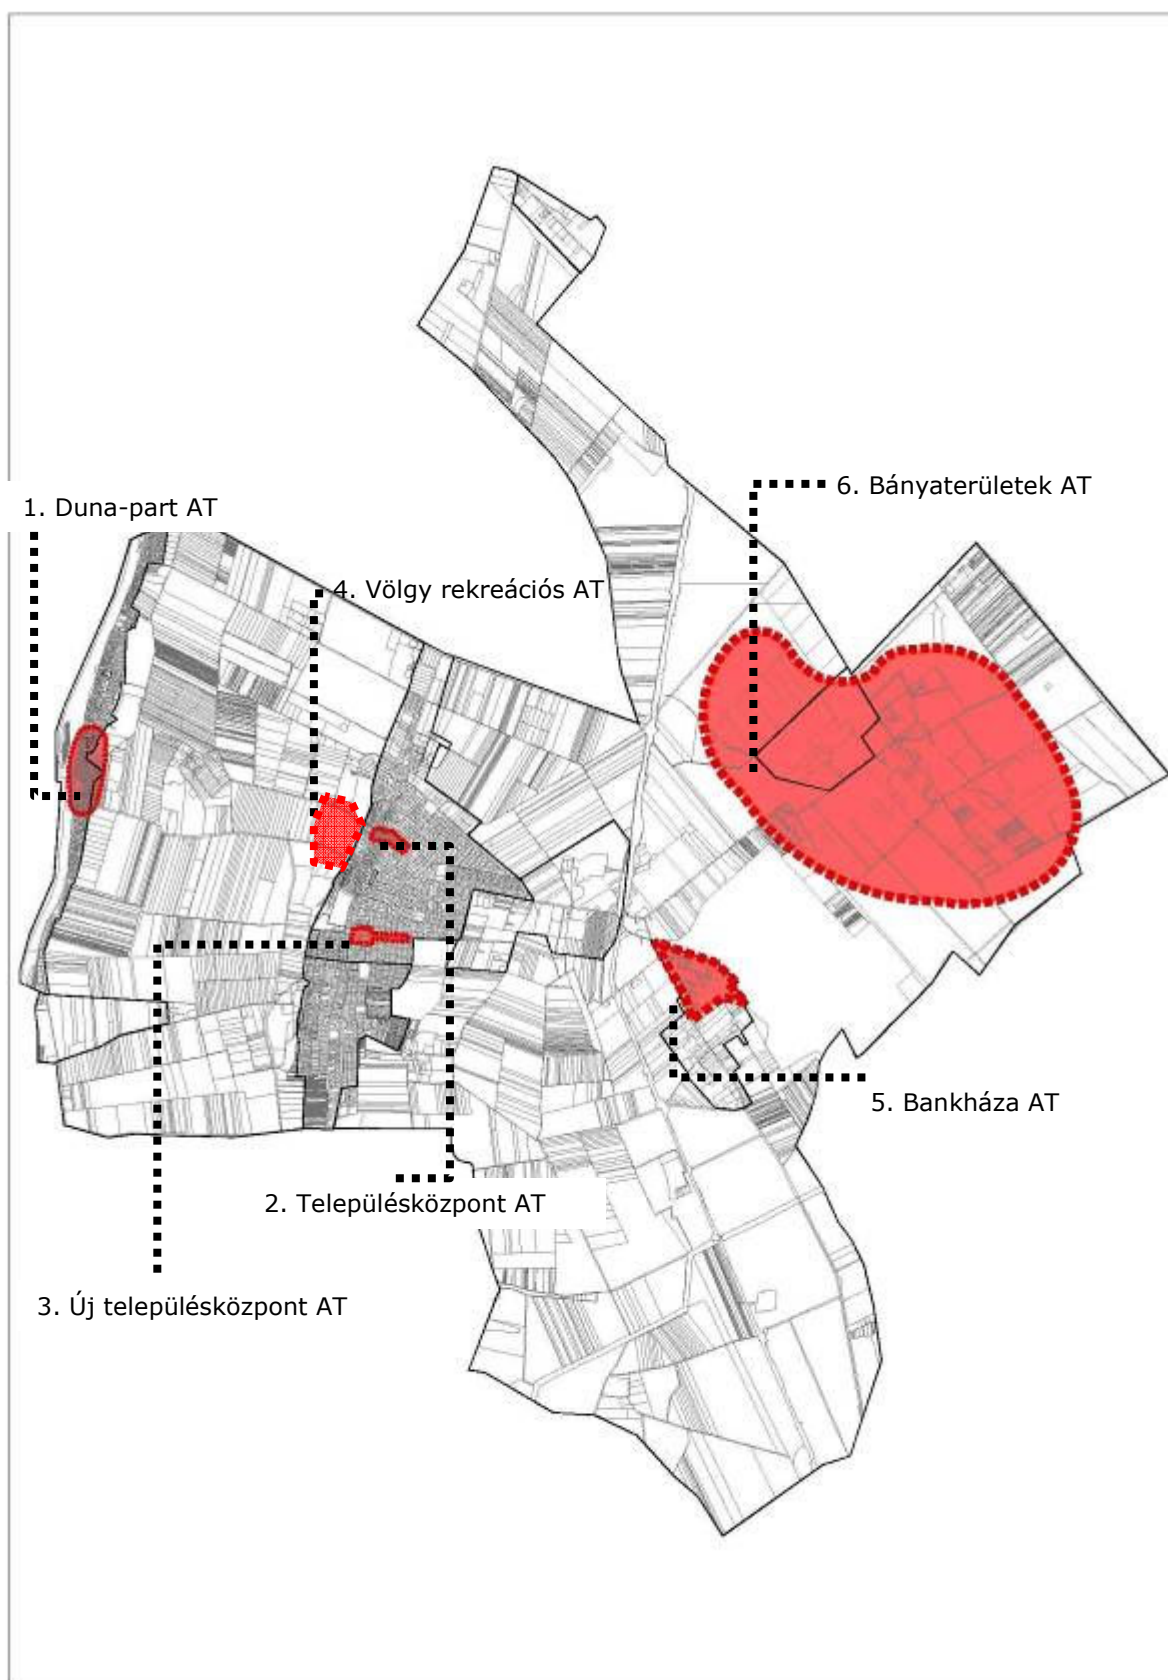 6. Bányaterületek AT
1. Duna-part AT
4. Völgy rekreációs AT
5. Bankháza AT
2. Településközpont AT
3. Új településközpont AT